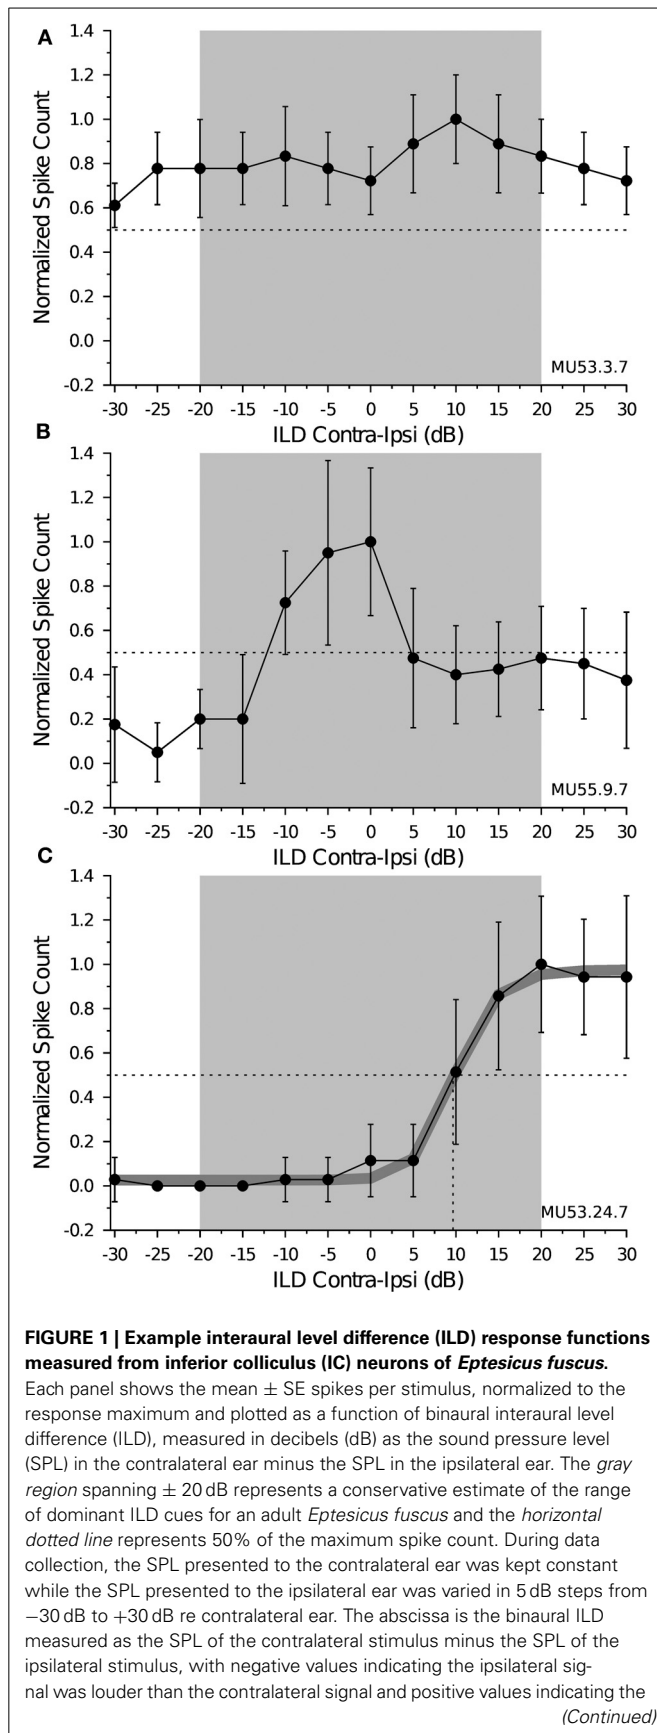 A
1.4
1.2
1.0
0.8
0.6
0.4
0.2
0.0
-0.2
Normalized Spike Count
MU53.3.7
-30 -25 -20 -15 -10 -5 0 5 10 15 20 25 30
ILD Contra-Ipsi (dB)
B
1.4
1.2
1.0
0.8
0.6
0.4
0.2
0.0
-0.2
Normalized Spike Count
MU55.9.7
-30 -25 -20 -15 -10 -5 0 5 10 15 20 25 30
ILD Contra-Ipsi (dB)
C
1.4
1.2
1.0
0.8
0.6
0.4
0.2
0.0
-0.2
Normalized Spike Count
MU53.24.7
-30 -25 -20 -15 -10 -5 0 5 10 15 20 25 30
ILD Contra-Ipsi (dB)
FIGURE 1 | Example interaural level difference (ILD) response functions
measured from inferior colliculus (IC) neurons of Eptesicus fuscus.
Each panel shows the mean ± SE spikes per stimulus, normalized to the
response maximum and plotted as a function of binaural interaural level
difference (ILD), measured in decibels (dB) as the sound pressure level
(SPL) in the contralateral ear minus the SPL in the ipsilateral ear. The gray
region spanning ± 20 dB represents a conservative estimate of the range
of dominant ILD cues for an adult Eptesicus fuscus and the horizontal
dotted line represents 50% of the maximum spike count. During data
collection, the SPL presented to the contralateral ear was kept constant
while the SPL presented to the ipsilateral ear was varied in 5 dB steps from
−30 dB to +30 dB re contralateral ear. The abscissa is the binaural ILD
measured as the SPL of the contralateral stimulus minus the SPL of the
ipsilateral stimulus, with negative values indicating the ipsilateral sig-
nal was louder than the contralateral signal and positive values indicating the
(Continued)